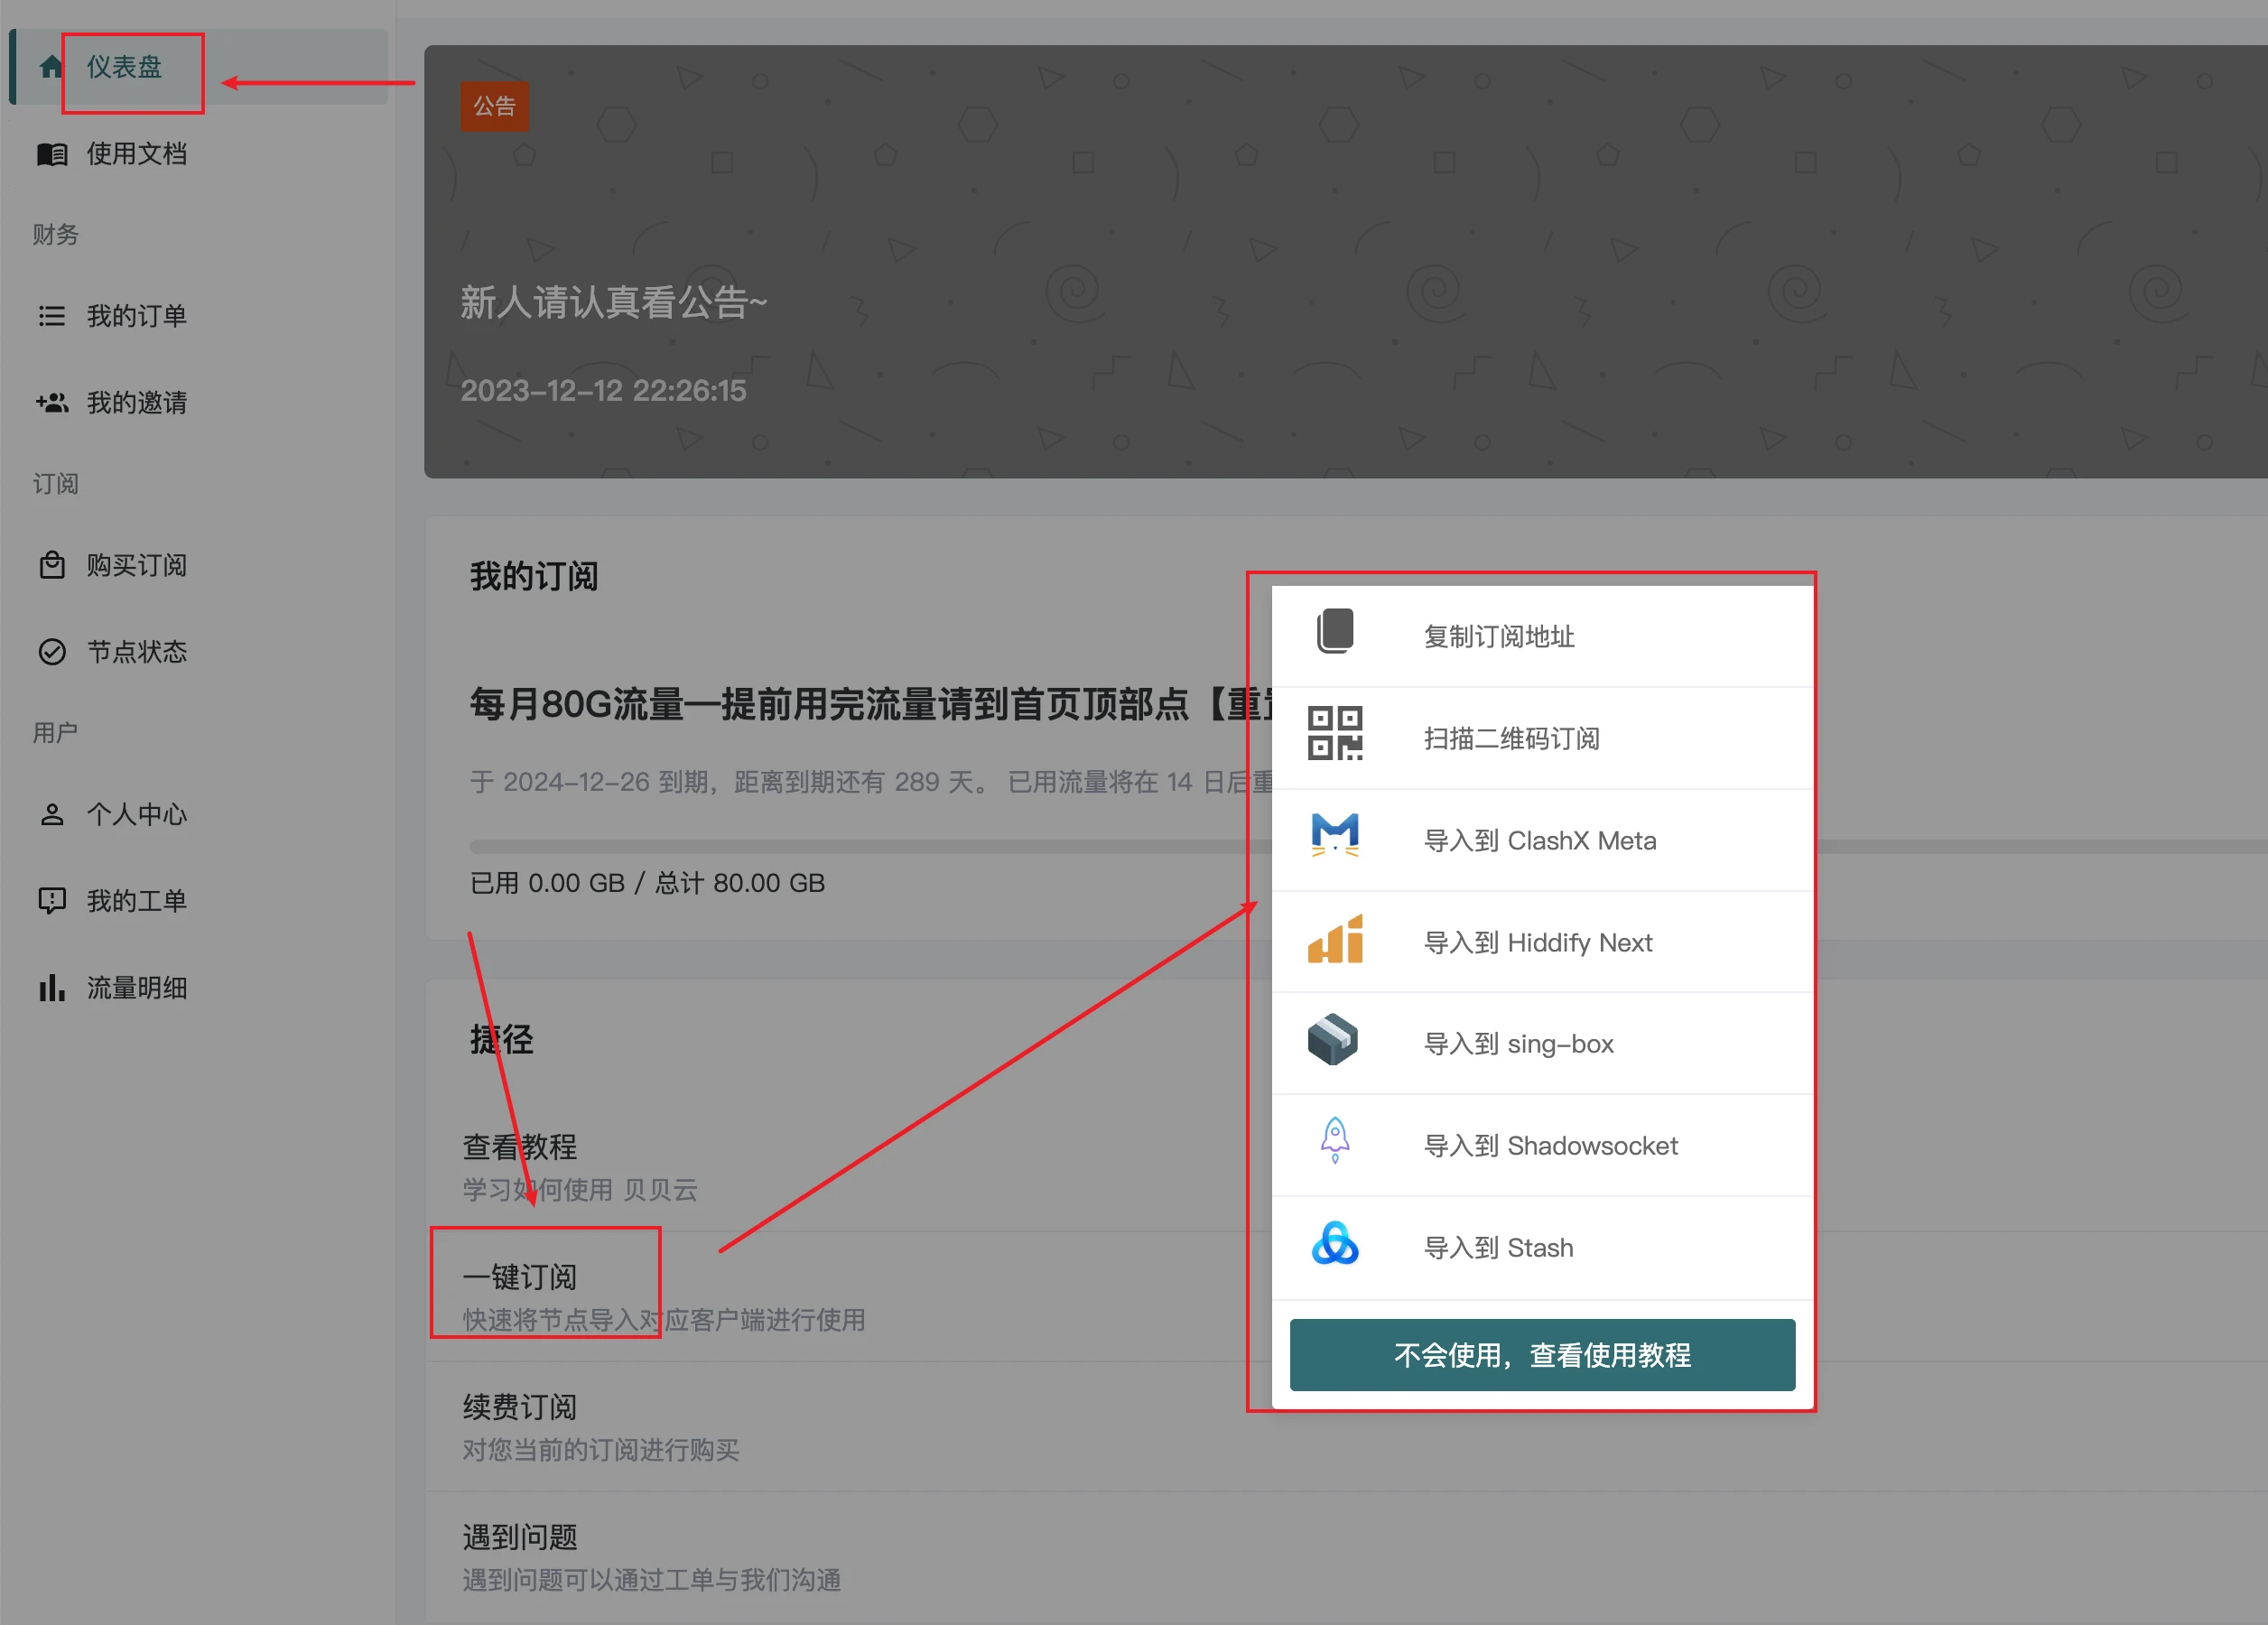 仪表盘
使用文档
财务
我的订单
我的邀请
订阅
购买订阅
节点状态
用户
个人中心
我的工单
流量明细
公告
新人请认真看公告~
2023-12-12 22:26:15
我的订阅
每月80G流量—提前用完流量请到首页顶部点【重
于 2024-12-26 到期，距离到期还有 289 天。 已用流量将在 14 日后重
已用 0.00 GB / 总计 80.00 GB
捷径
查看教程
学习如何使用 贝贝云
一键订阅
快速将节点导入对应客户端进行使用
续费订阅
对您当前的订阅进行购买
遇到问题
遇到问题可以通过工单与我们沟通
复制订阅地址
扫描二维码订阅
导入到 ClashX Meta
导入到 Hiddify Next
导入到 sing-box
导入到 Shadowsocket
导入到 Stash
不会使用，查看使用教程